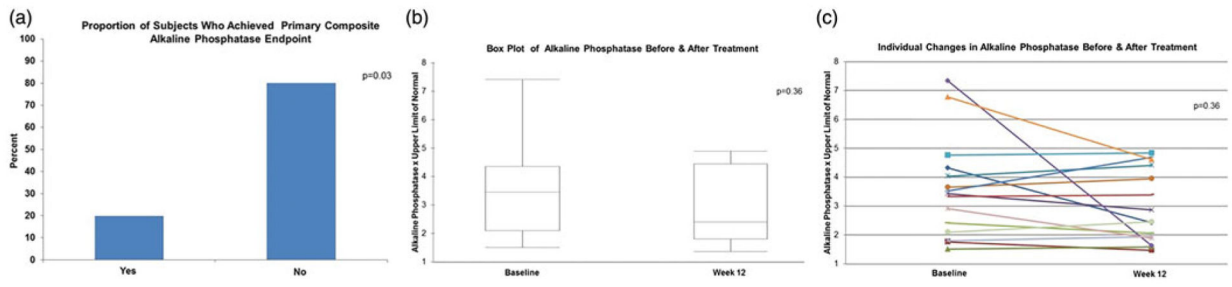 (a)
Proportion of Subjects Who Achieved Primary Composite
Alkaline Phosphatase Endpoint
100
90
80
70
60
50
40
30
20
10
0
Percent
p=0.03
Yes No
(b)
Box Plot of Alkaline Phosphatase Before & After Treatment
8
7
6
5
4
3
2
1
Alkaline Phosphatase x Upper Limit of Normal
p=0.36
Baseline Week 12
(c)
Individual Changes in Alkaline Phosphatase Before & After Treatment
8
7
6
5
4
3
2
1
Alkaline Phosphatase x Upper Limit of Normal
p=0.36
Baseline Week 12